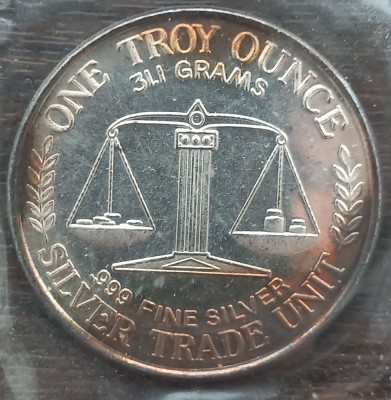 ONE TROY OUNCE
31.1 GRAMS
.999 FINE SILVER
SILVER TRADE UNIT